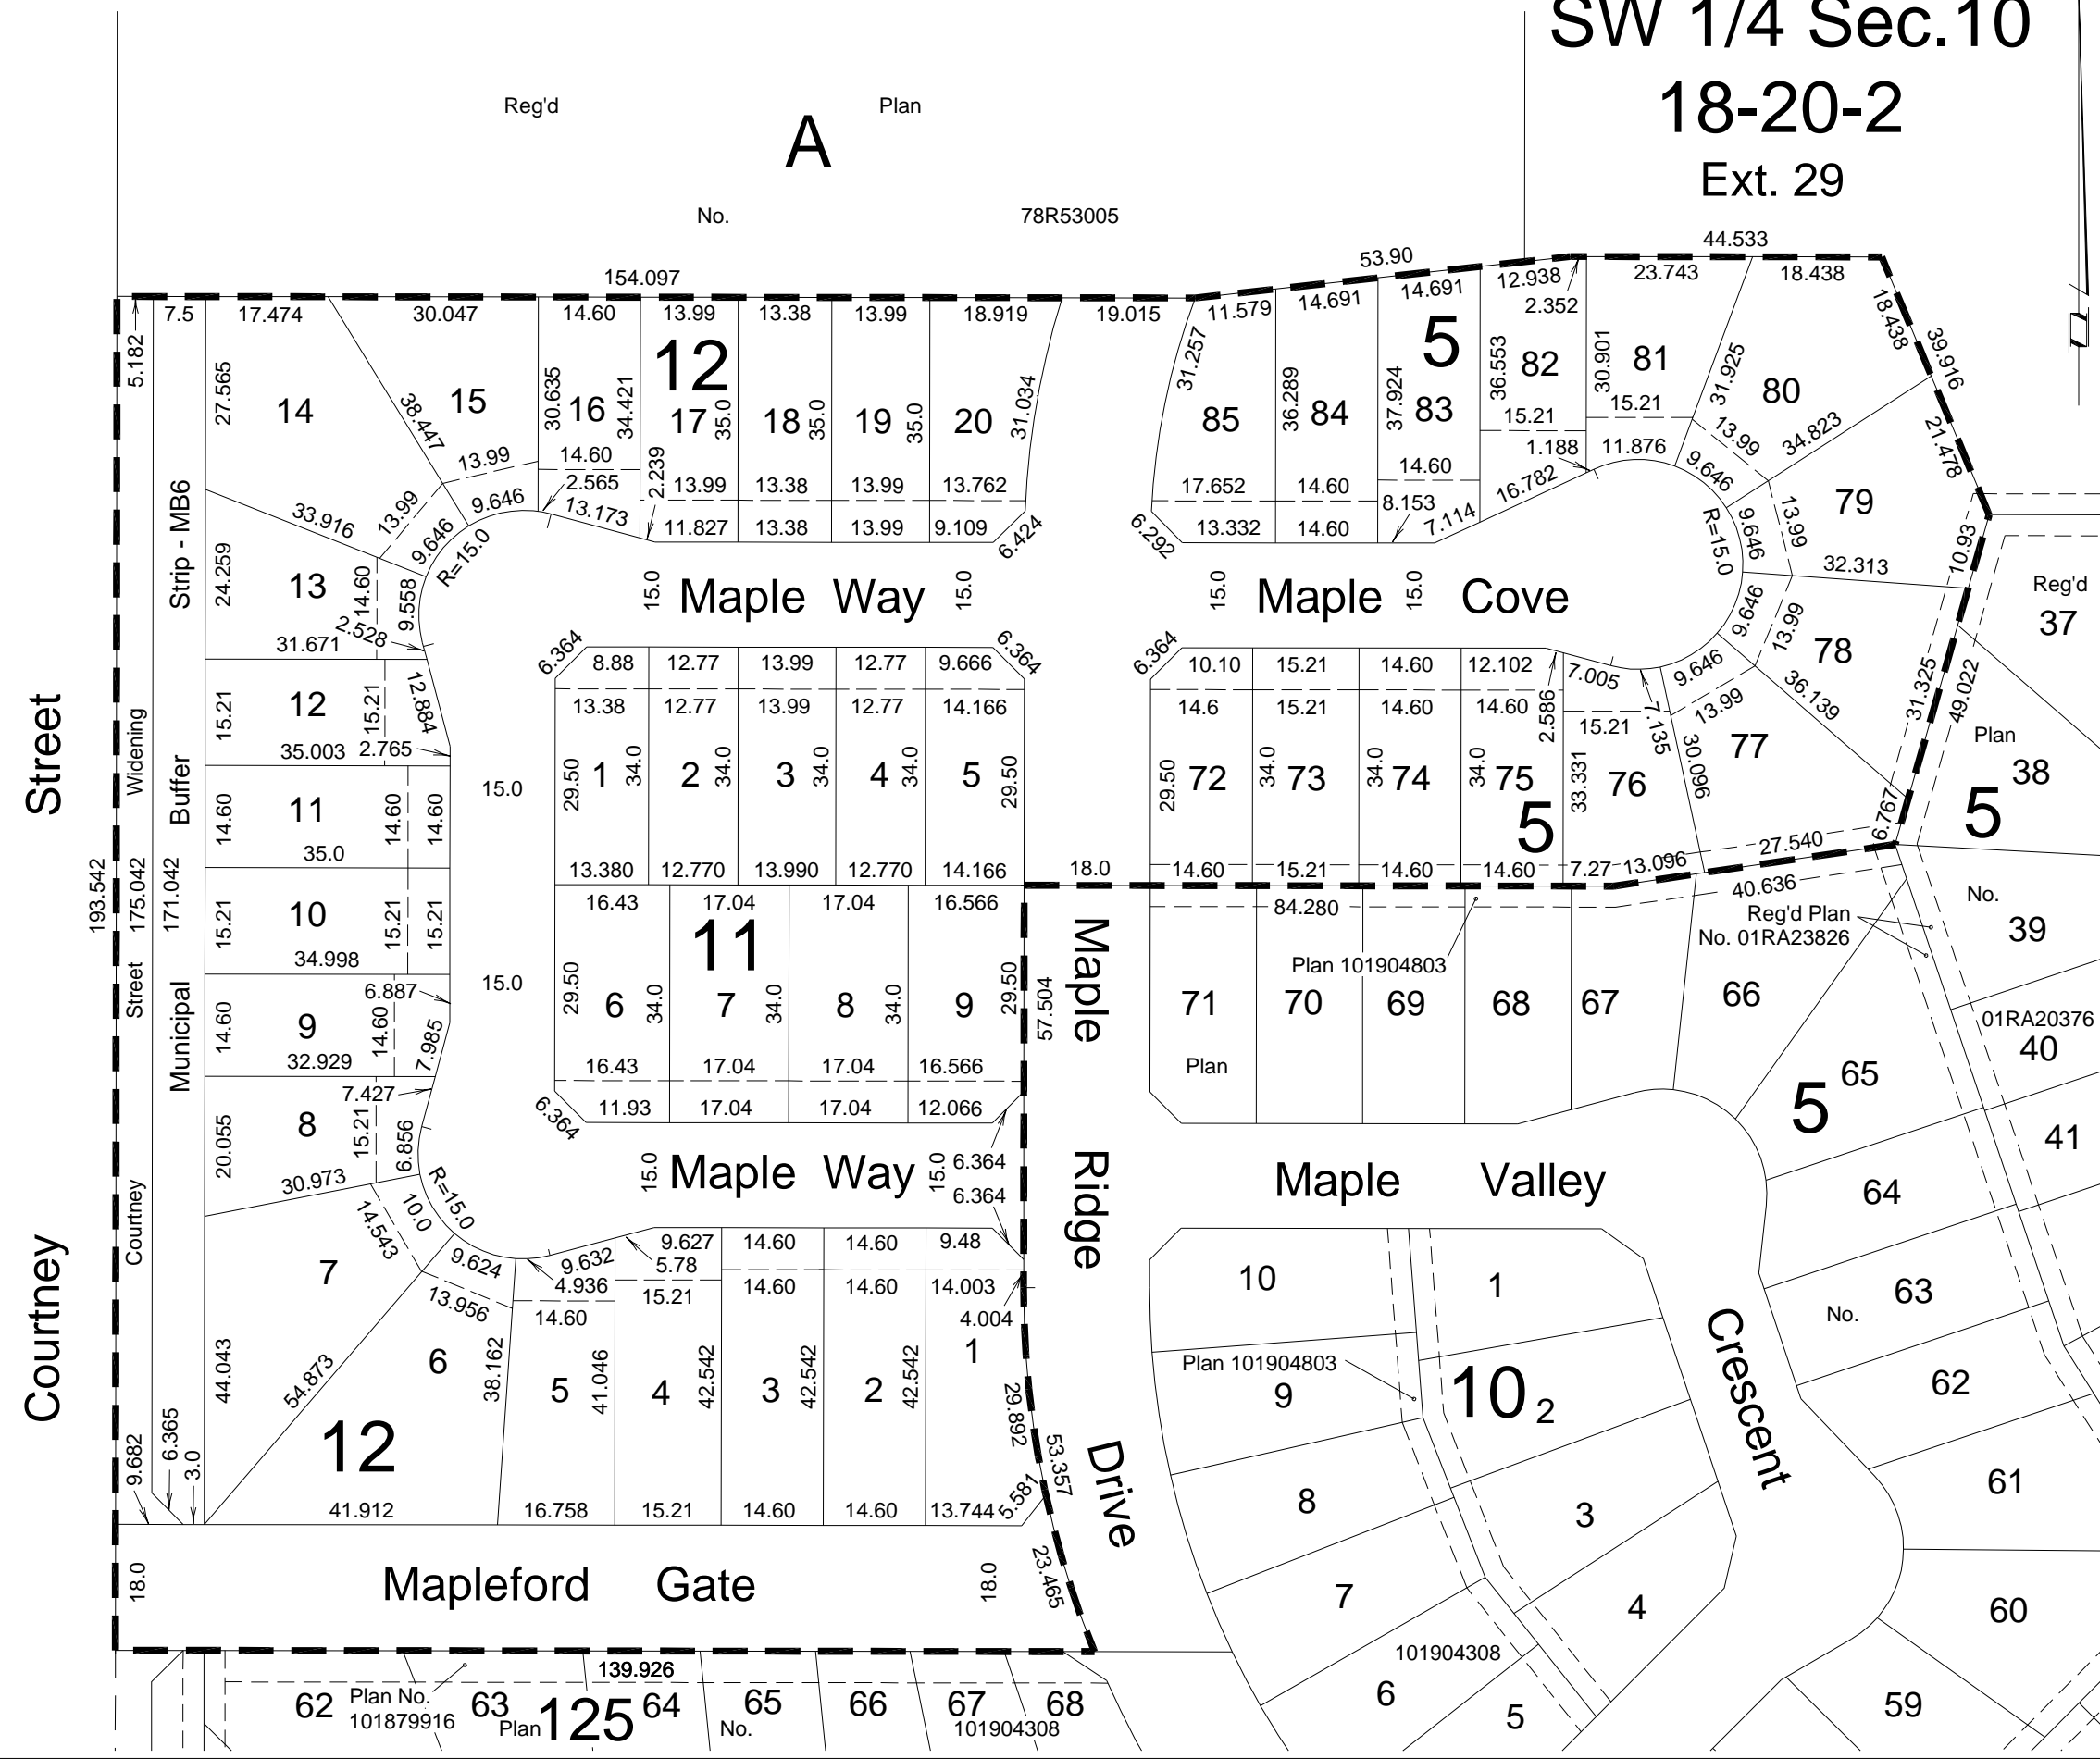 SW 1/4 Sec.10
18-20-2
Ext. 29
Reg'd Plan
A
No. 78R53005
44.533
53.90
154.097
12.938 23.743 18.438
2.352
7.5 17.474 30.047 14.60 13.99 13.38 13.99 18.919 19.015 11.579 14.691 14.691
5.182
18.438 39.916
27.565 38.447 30.635 34.421 35.0 35.0 35.0 31.034 31.257 36.289 37.924 36.553 30.901 31.925
12 5
14 15 16 17 18 19 20 85 84 83 82 81 80
13.99 14.60 2.565 2.239 13.99 13.38 13.99 13.762 17.652 14.60 14.60 15.21 15.21 13.99 34.823 21.478
1.188 11.876
33.916 13.99 9.646 9.646 13.173 11.827 13.38 13.99 9.109 6.424 6.292 13.332 14.60 8.153 7.114 16.782 9.646 79
R=15.0 R=15.0 9.646 13.99 10.93
Strip - MB6
24.259 13 14.60 9.558 15.0 Maple Way 15.0 15.0 Maple 15.0 Cove 32.313
Reg'd
37
2.528
31.671
9.646 13.99 78
6.364 8.88 12.77 13.99 12.77 9.666 6.364 6.364 10.10 15.21 14.60 12.102 7.005 9.646 36.139 31.325 49.022
15.21 12 15.21 12.884
13.38 12.77 13.99 12.77 14.166 14.6 15.21 14.60 14.60 2.586 15.21 7.135 13.99
35.003 2.765
Plan
Street
Widening
Buffer
29.50 1 34.0 2 34.0 3 34.0 4 34.0 5 29.50 29.50 72 34.0 73 34.0 74 34.0 75 33.331 76 30.096 77
38
5 5
15.0
14.60 11 14.60 14.60
35.0
6.767
27.540
13.380 12.770 13.990 12.770 14.166 18.0 14.60 15.21 14.60 14.60 7.27 13.096
193.542 175.042 171.042
40.636
16.43 17.04 17.04 16.566 84.280
Reg'd Plan
No. 01RA23826
No.
39
15.21 10 15.21 15.21
34.998
11
Maple
Plan 101904803
15.0
6.887
Street
Municipal
14.60 9 14.60 7.985
32.929
29.50 6 34.0 7 34.0 8 34.0 9 29.50 57.504
71 70 69 68 67 66
01RA20376
40
Plan
16.43 17.04 17.04 16.566
65
5
7.427
6.364 11.93 17.04 17.04 12.066
20.055 8 15.21 6.856
41
30.973
R=15.0
15.0 Maple Way 15.0 6.364
6.364
Ridge
Maple Valley
64
Courtney
14.543 10.0
9.624 9.632 9.627 14.60 14.60 9.48
5.78
4.936
7
13.956 14.60 15.21 14.60 14.60 14.003
4.004
10 1
63
No.
Courtney
44.043 54.873 6 38.162 5 41.046 4 42.542 3 42.542 2 42.542 1
Plan 101904803
9
10 2
Crescent
62
29.892
53.357
12
9.682 6.365 3.0
41.912 16.758 15.21 14.60 14.60 13.744 5.581
Drive
8 3
61
18.0 Mapleford Gate 18.0 23.465
7 4
60
101904308
139.926
62 Plan No.
101879916
63 Plan 125 64 No. 65 66 67 68
101904308
6 5 59